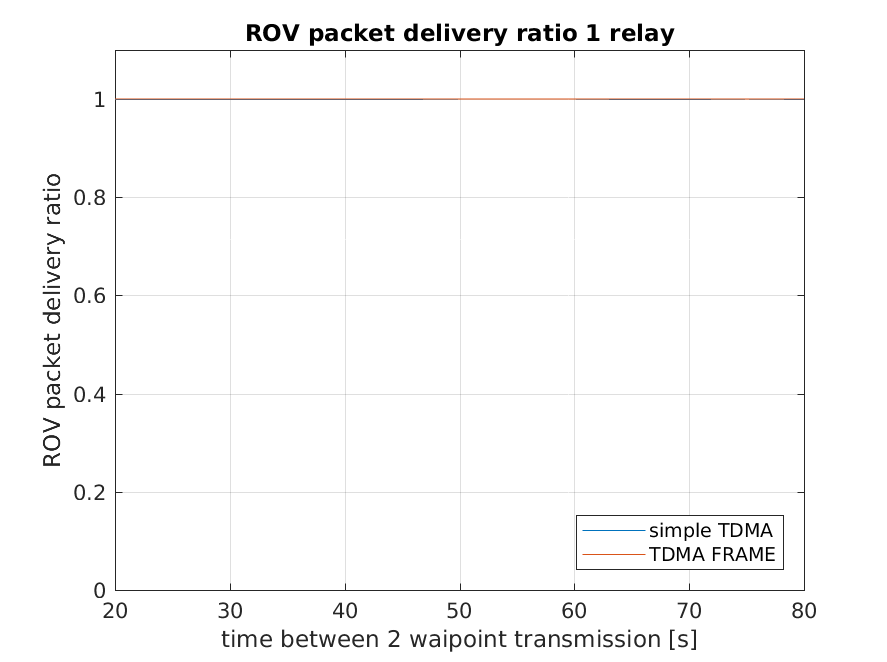 ROV packet delivery ratio 1 relay
1
0.8
0.6
0.4
0.2
0
ROV packet delivery ratio
simple TDMA
TDMA FRAME
20 30 40 50 60 70 80
time between 2 waipoint transmission [s]